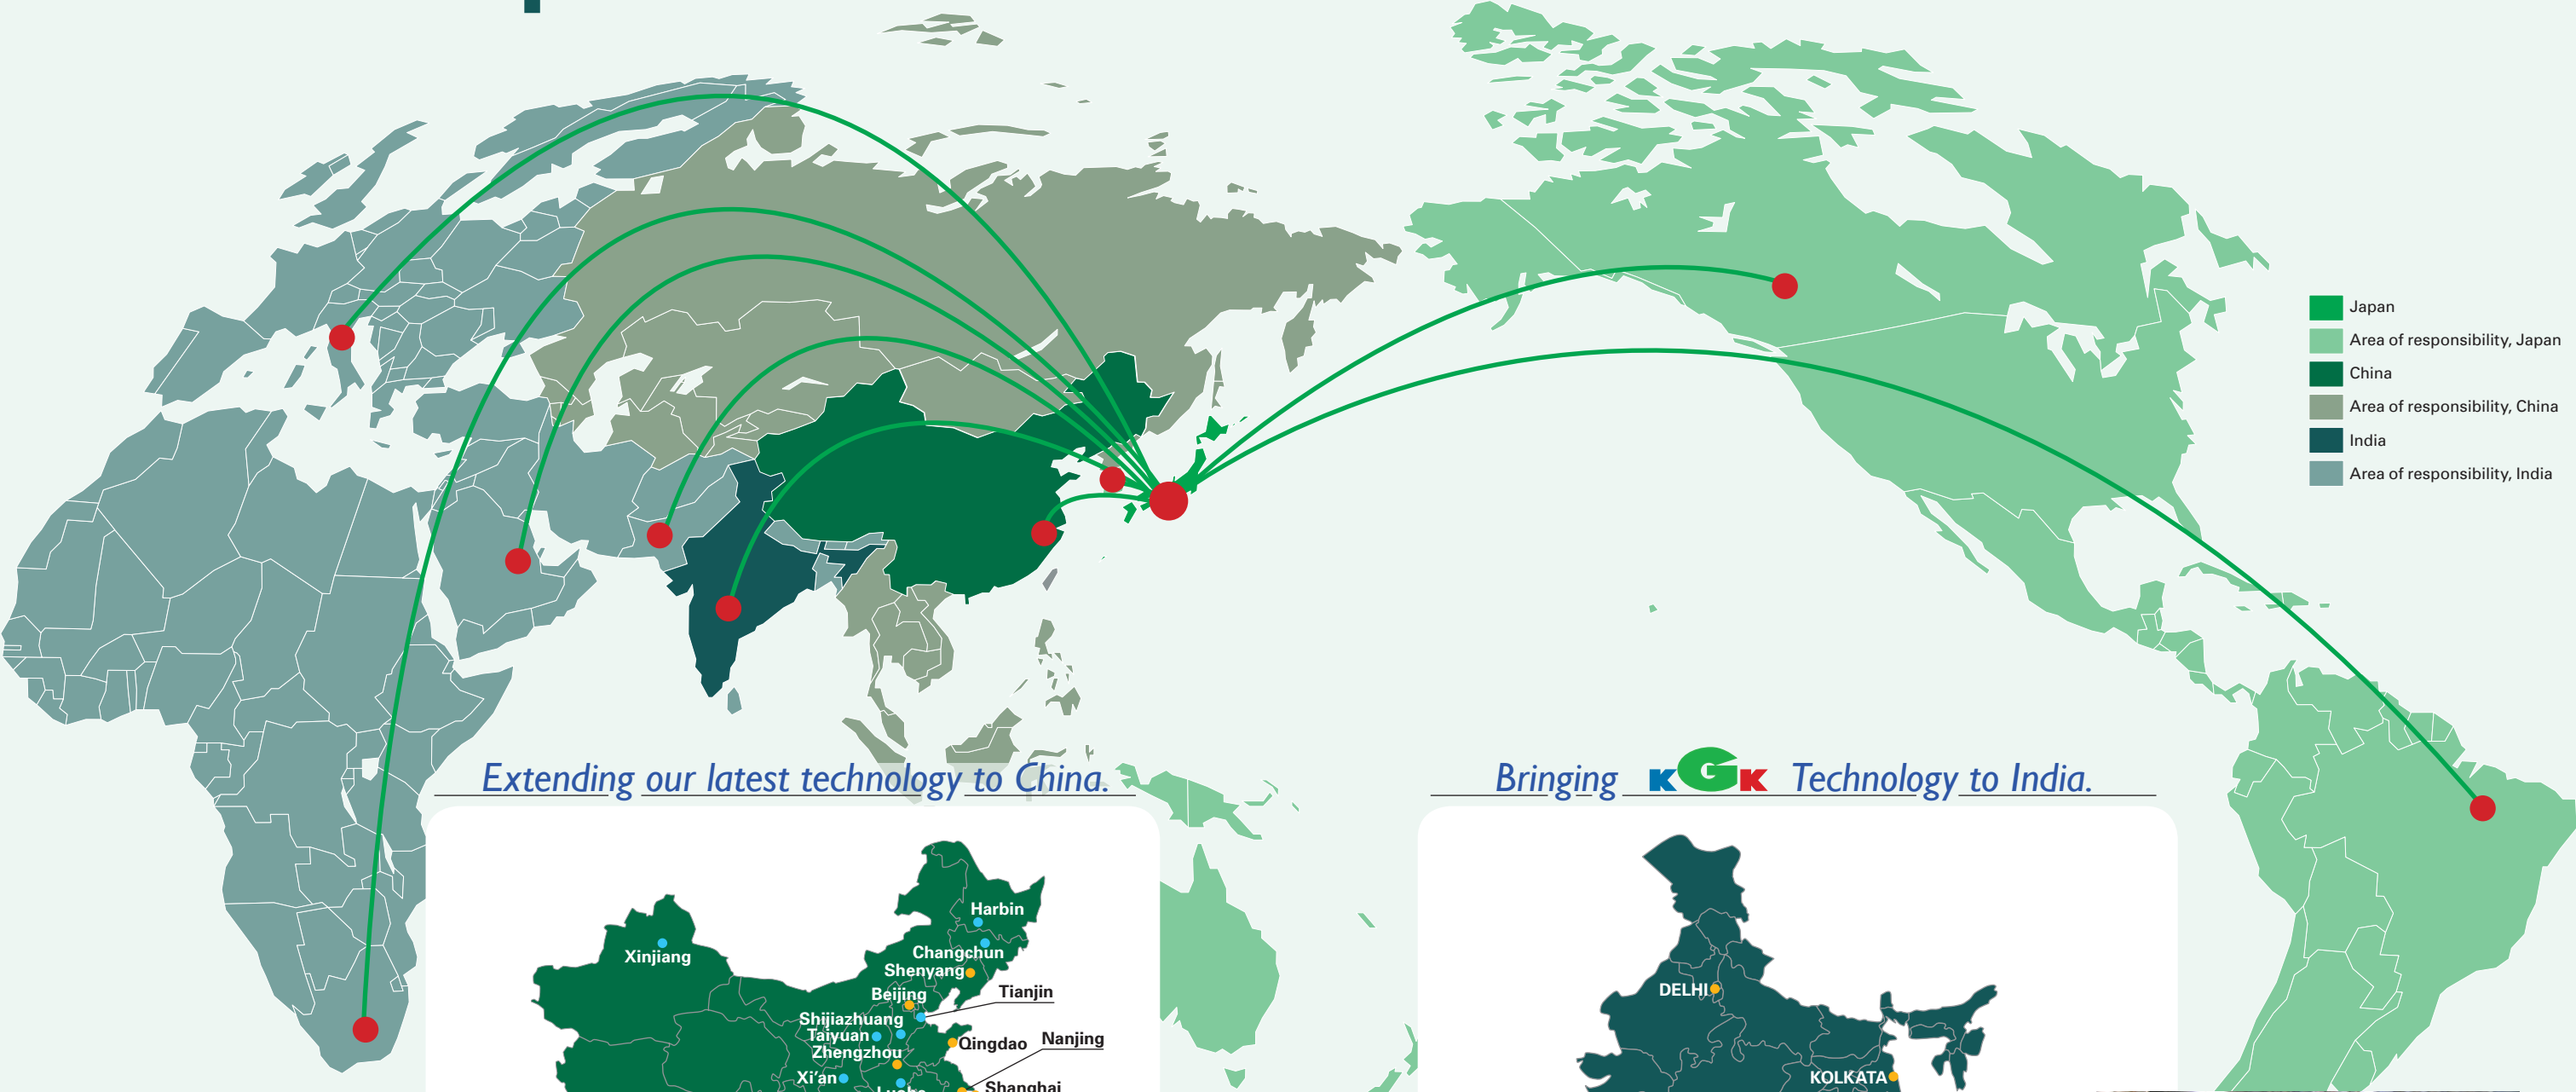 Japan
Area of responsibility, Japan
China
Area of responsibility, China
India
Area of responsibility, India
Extending our latest technology to China.
Bringing KGK Technology to India.
Harbin
Xinjiang
Changchun
Shenyang
Beijing
Tianjin
Shijiazhuang
Taiyuan
Qingdao
Nanjing
Zhengzhou
Xi'an
Shanghai
DELHI
KOLKATA